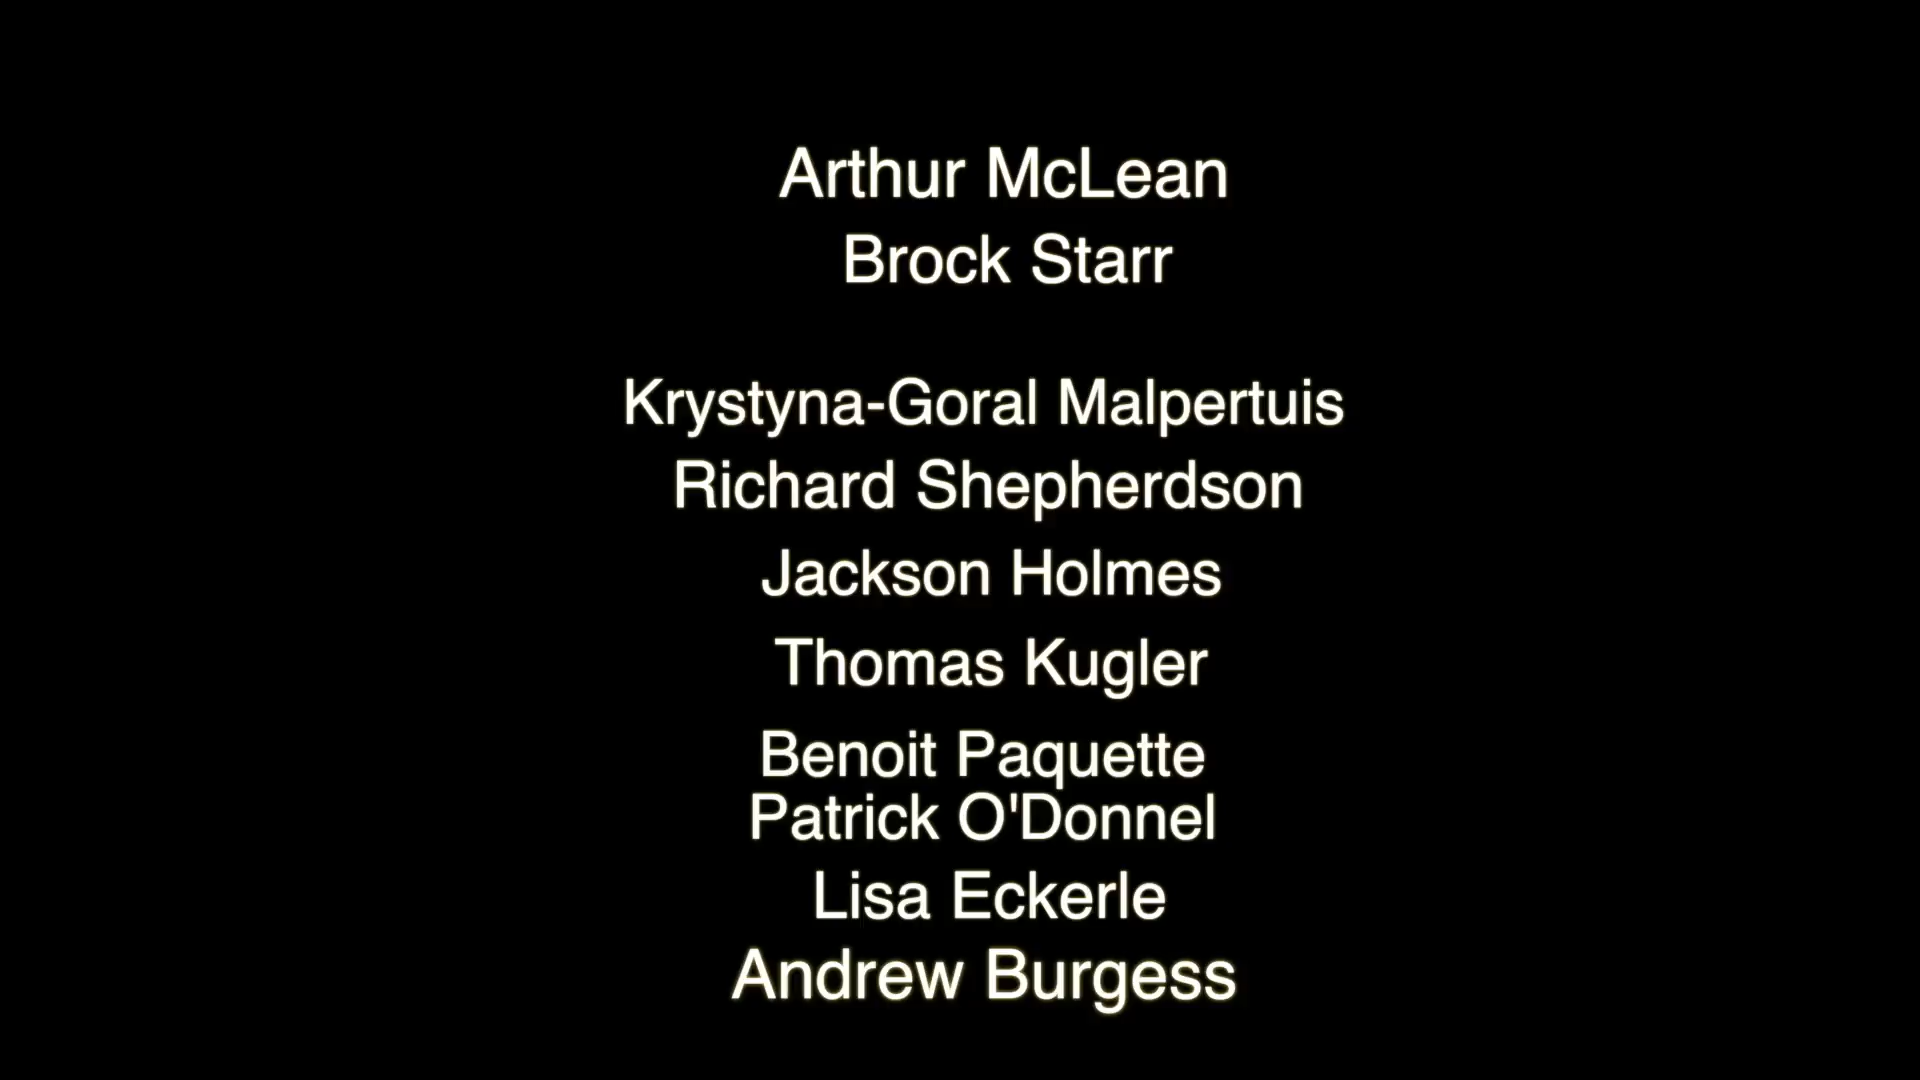 Arthur McLean
Brock Starr
Krystyna-Goral Malpertuis
Richard Shepherdson
Jackson Holmes
Thomas Kugler
Benoit Paquette
Patrick O'Donnel
Lisa Eckerle
Andrew Burgess